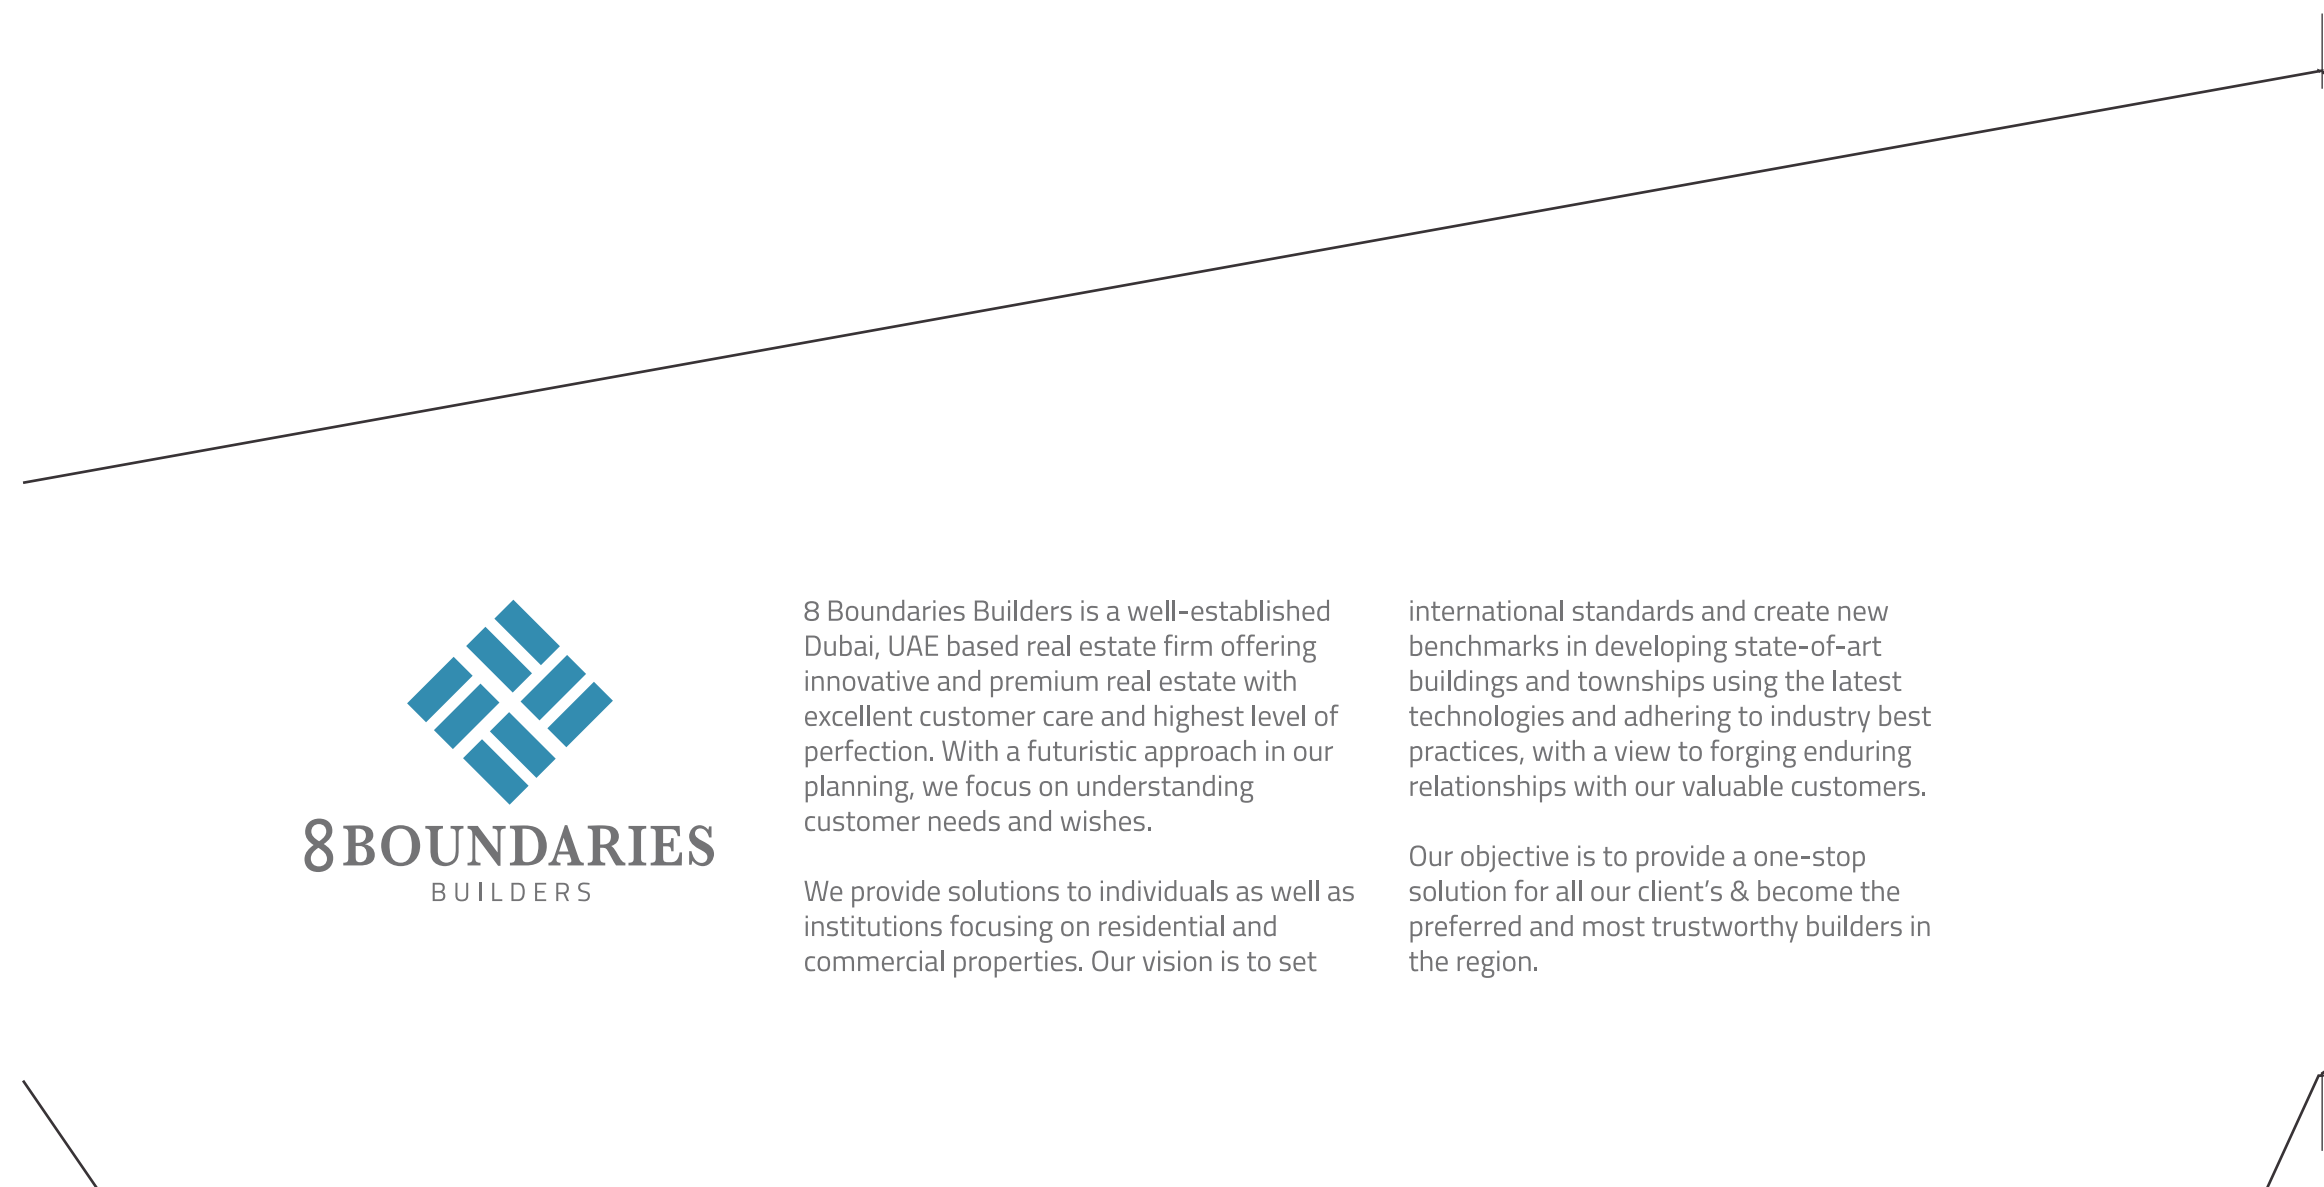 8 BOUNDARIES
BUILDERS
8 Boundaries Builders is a well-established
Dubai, UAE based real estate firm offering
innovative and premium real estate with
excellent customer care and highest level of
perfection. With a futuristic approach in our
planning, we focus on understanding
customer needs and wishes.
We provide solutions to individuals as well as
institutions focusing on residential and
commercial properties. Our vision is to set
international standards and create new
benchmarks in developing state-of-art
buildings and townships using the latest
technologies and adhering to industry best
practices, with a view to forging enduring
relationships with our valuable customers.
Our objective is to provide a one-stop
solution for all our client’s & become the
preferred and most trustworthy builders in
the region.